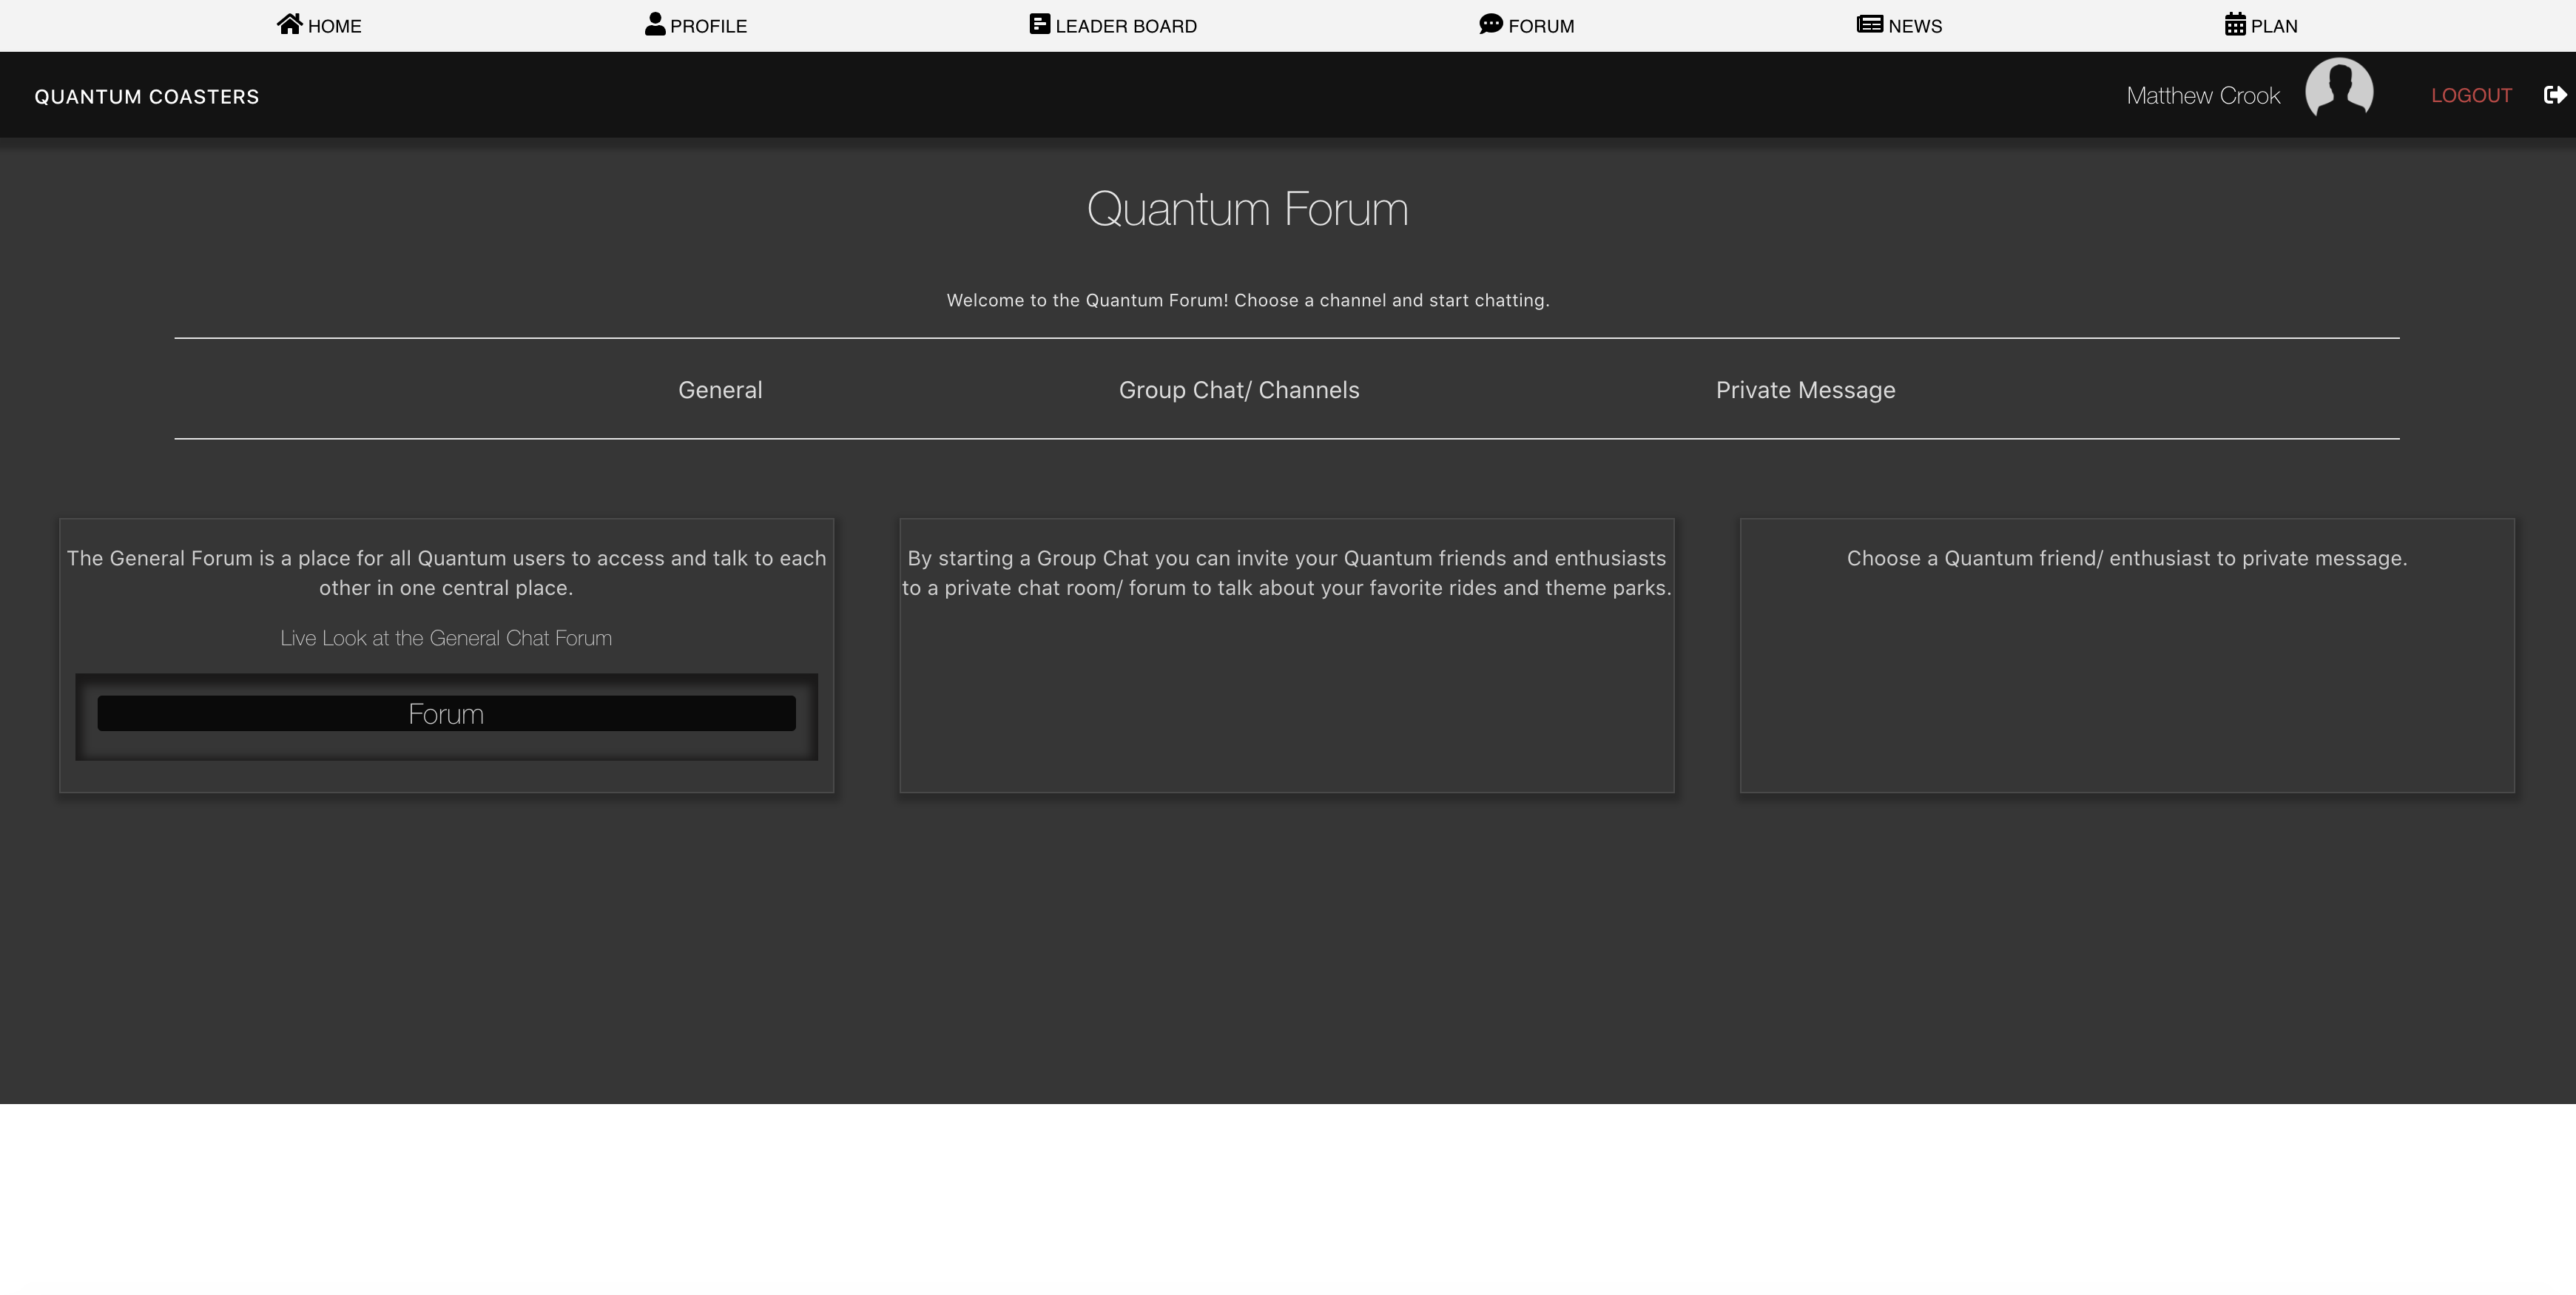 HOME PROFILE LEADER BOARD FORUM NEWS PLAN
QUANTUM COASTERS Matthew Crook LOGOUT
Quantum Forum
Welcome to the Quantum Forum! Choose a channel and start chatting.
General Group Chat/ Channels Private Message
The General Forum is a place for all Quantum users to access and talk to each
other in one central place.
Live Look at the General Chat Forum
Forum
By starting a Group Chat you can invite your Quantum friends and enthusiasts
to a private chat room/ forum to talk about your favorite rides and theme parks.
Choose a Quantum friend/ enthusiast to private message.